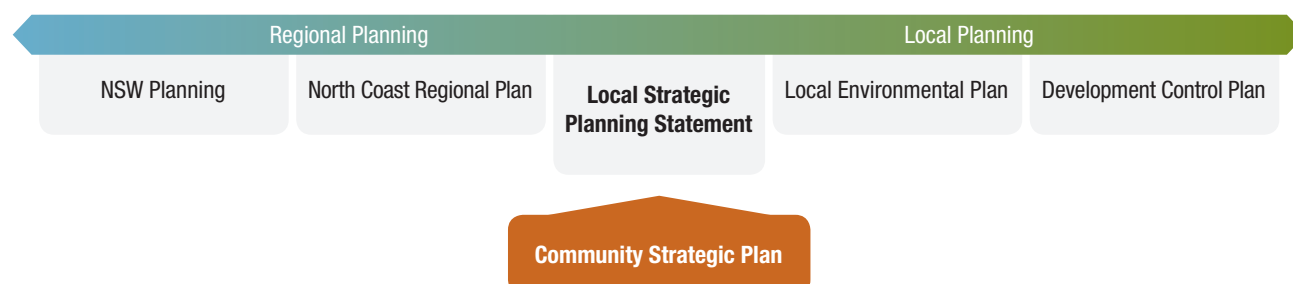 Regional Planning
Local Planning
NSW Planning
North Coast Regional Plan
Local Strategic
Planning Statement
Local Environmental Plan
Development Control Plan
Community Strategic Plan